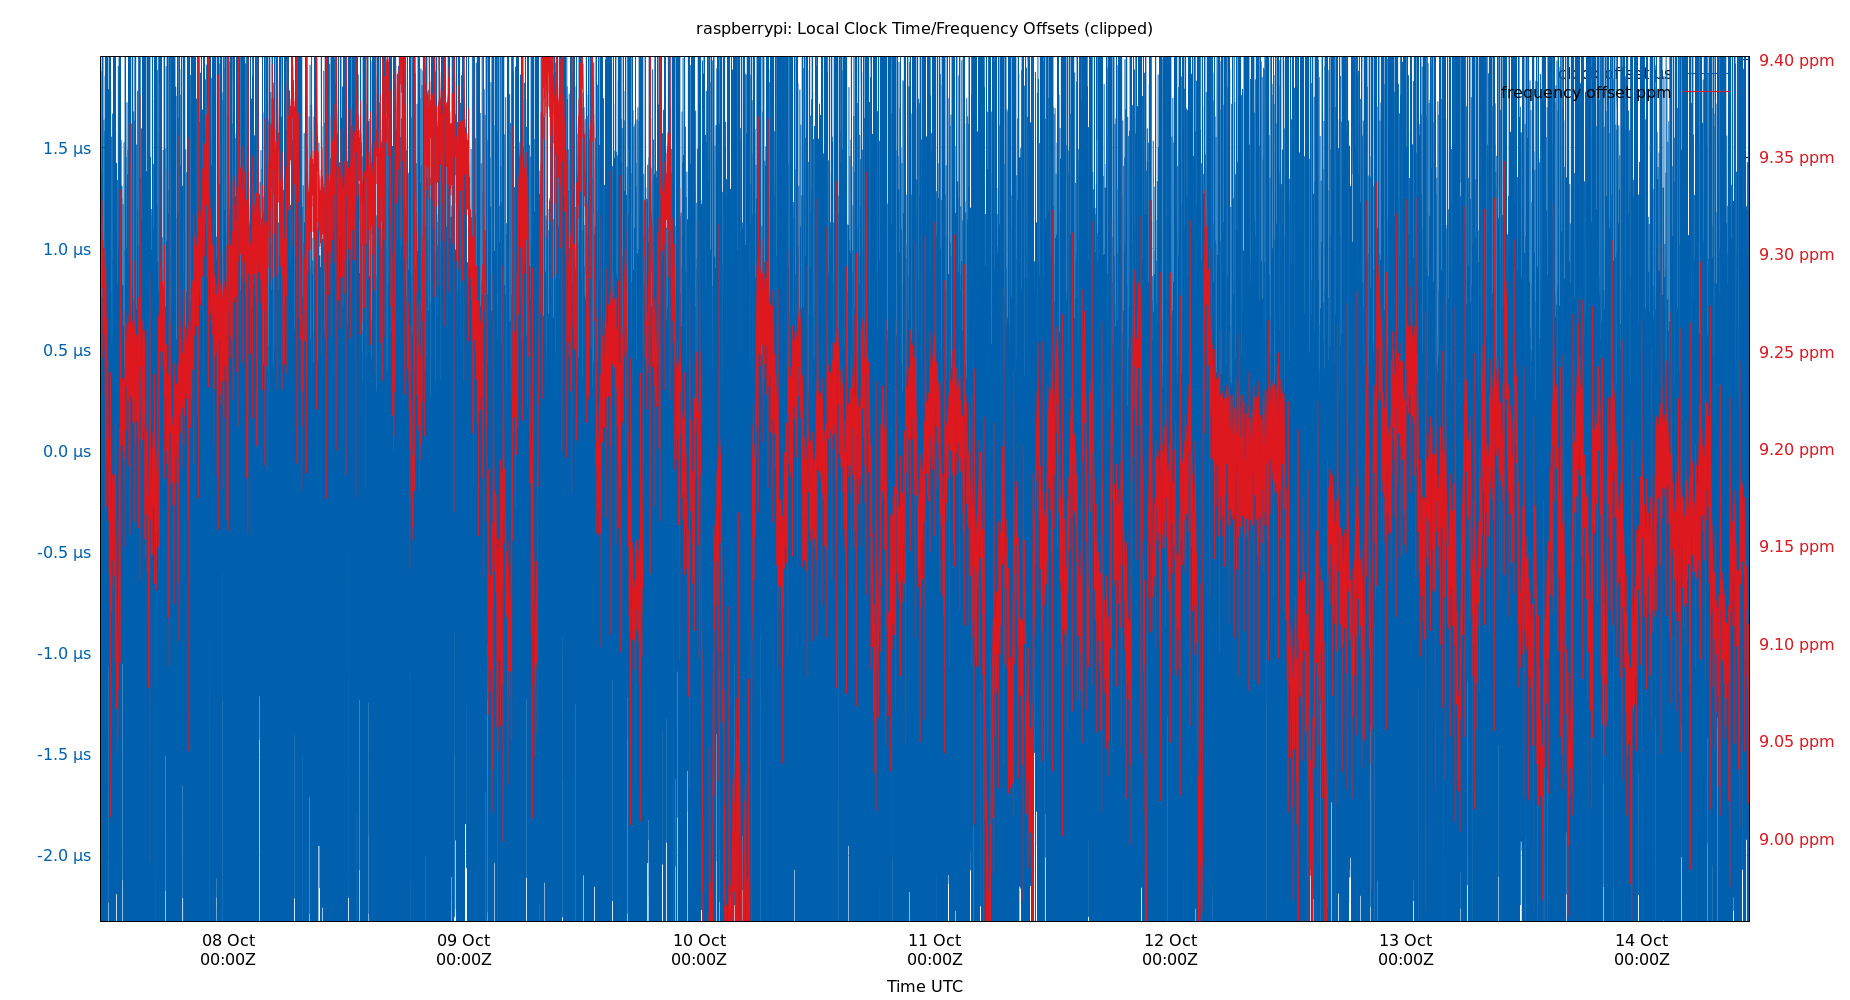 raspberrypi: Local Clock Time/Frequency Offsets (clipped)
9.40 ppm
clock offset µs
frequency offset ppm
1.5 µs
9.35 ppm
1.0 µs
9.30 ppm
0.5 µs
9.25 ppm
0.0 µs
9.20 ppm
-0.5 µs
9.15 ppm
-1.0 µs
9.10 ppm
-1.5 µs
9.05 ppm
-2.0 µs
9.00 ppm
08 Oct 09 Oct 10 Oct 11 Oct 12 Oct 13 Oct 14 Oct
00:00Z 00:00Z 00:00Z 00:00Z 00:00Z 00:00Z 00:00Z
Time UTC